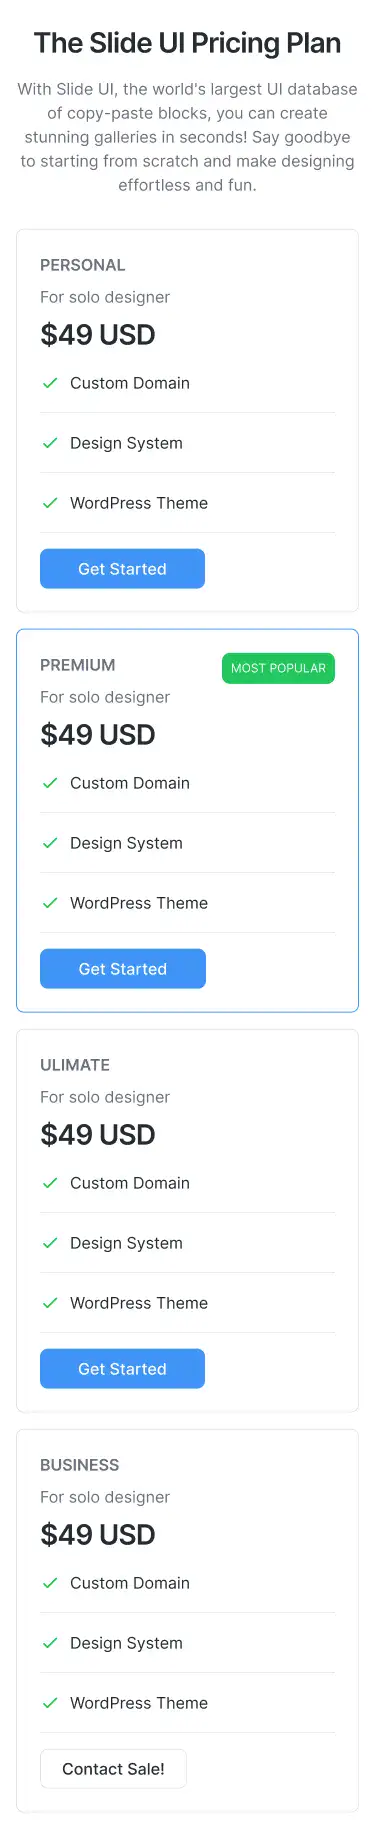 The Slide UI Pricing Plan
With Slide UI, the world's largest UI database
of copy-paste blocks, you can create
stunning galleries in seconds! Say goodbye
to starting from scratch and make designing
effortless and fun.
PERSONAL
For solo designer
$49 USD
Custom Domain
Design System
WordPress Theme
Get Started
PREMIUM
MOST POPULAR
For solo designer
$49 USD
Custom Domain
Design System
WordPress Theme
Get Started
ULIMATE
For solo designer
$49 USD
Custom Domain
Design System
WordPress Theme
Get Started
BUSINESS
For solo designer
$49 USD
Custom Domain
Design System
WordPress Theme
Contact Sale!